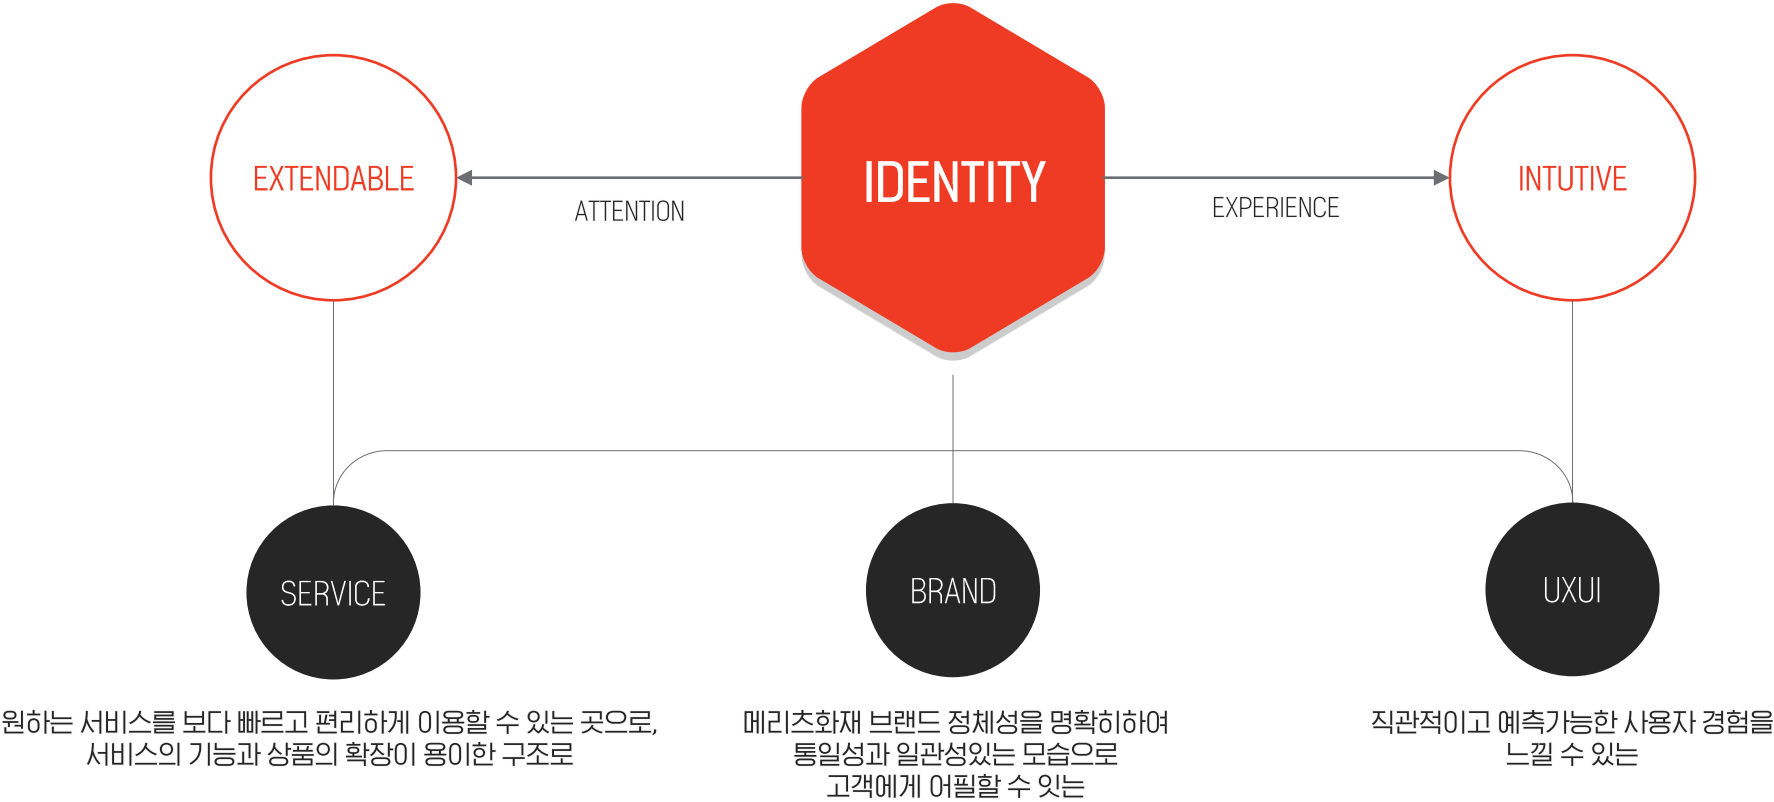 IDENTITY
EXTENDABLE
INTUTIVE
ATTENTION
EXPERIENCE
SERVICE
BRAND
UXUI
원하는 서비스를 보다 빠르고 편리하게 이용할 수 있는 곳으로,
서비스의 기능과 상품의 확장이 용이한 구조로
메리츠화재 브랜드 정체성을 명확히하여
통일성과 일관성있는 모습으로
고객에게 어필할 수 잇는
직관적이고 예측가능한 사용자 경험을
느낄 수 있는